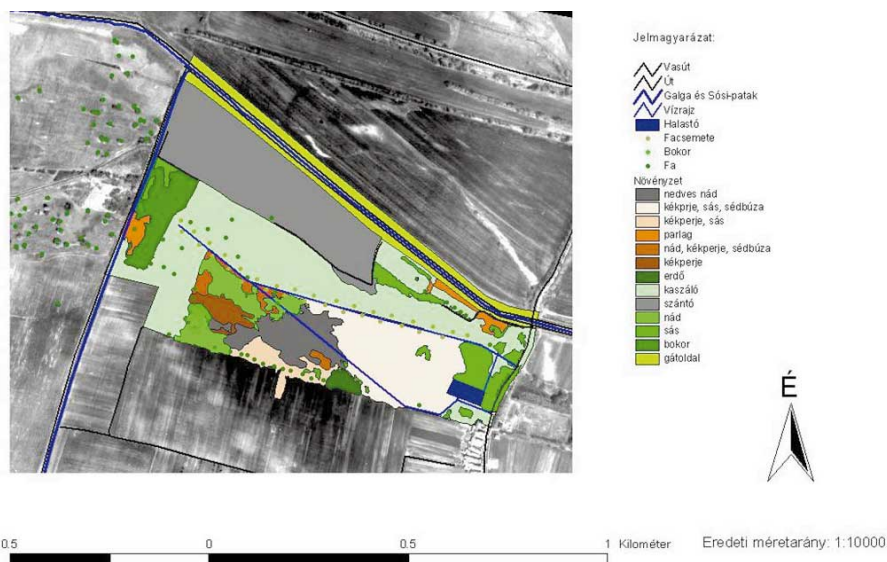 Jelmagyarázat:
Vasút
Út
Galga és Sósi-patak
Vízrajz
Halastó
Facsemete
Bokor
Fa
Növényzet
nedves nád
kékprje, sás, sédbúza
kékperje, sás
parlag
nád, kékperje, sédbúza
kékperje
erdő
kaszáló
szántó
nád
sás
bokor
gátoldal
É
0.5 0 0.5 1 Kilométer Eredeti méretarány: 1:10000